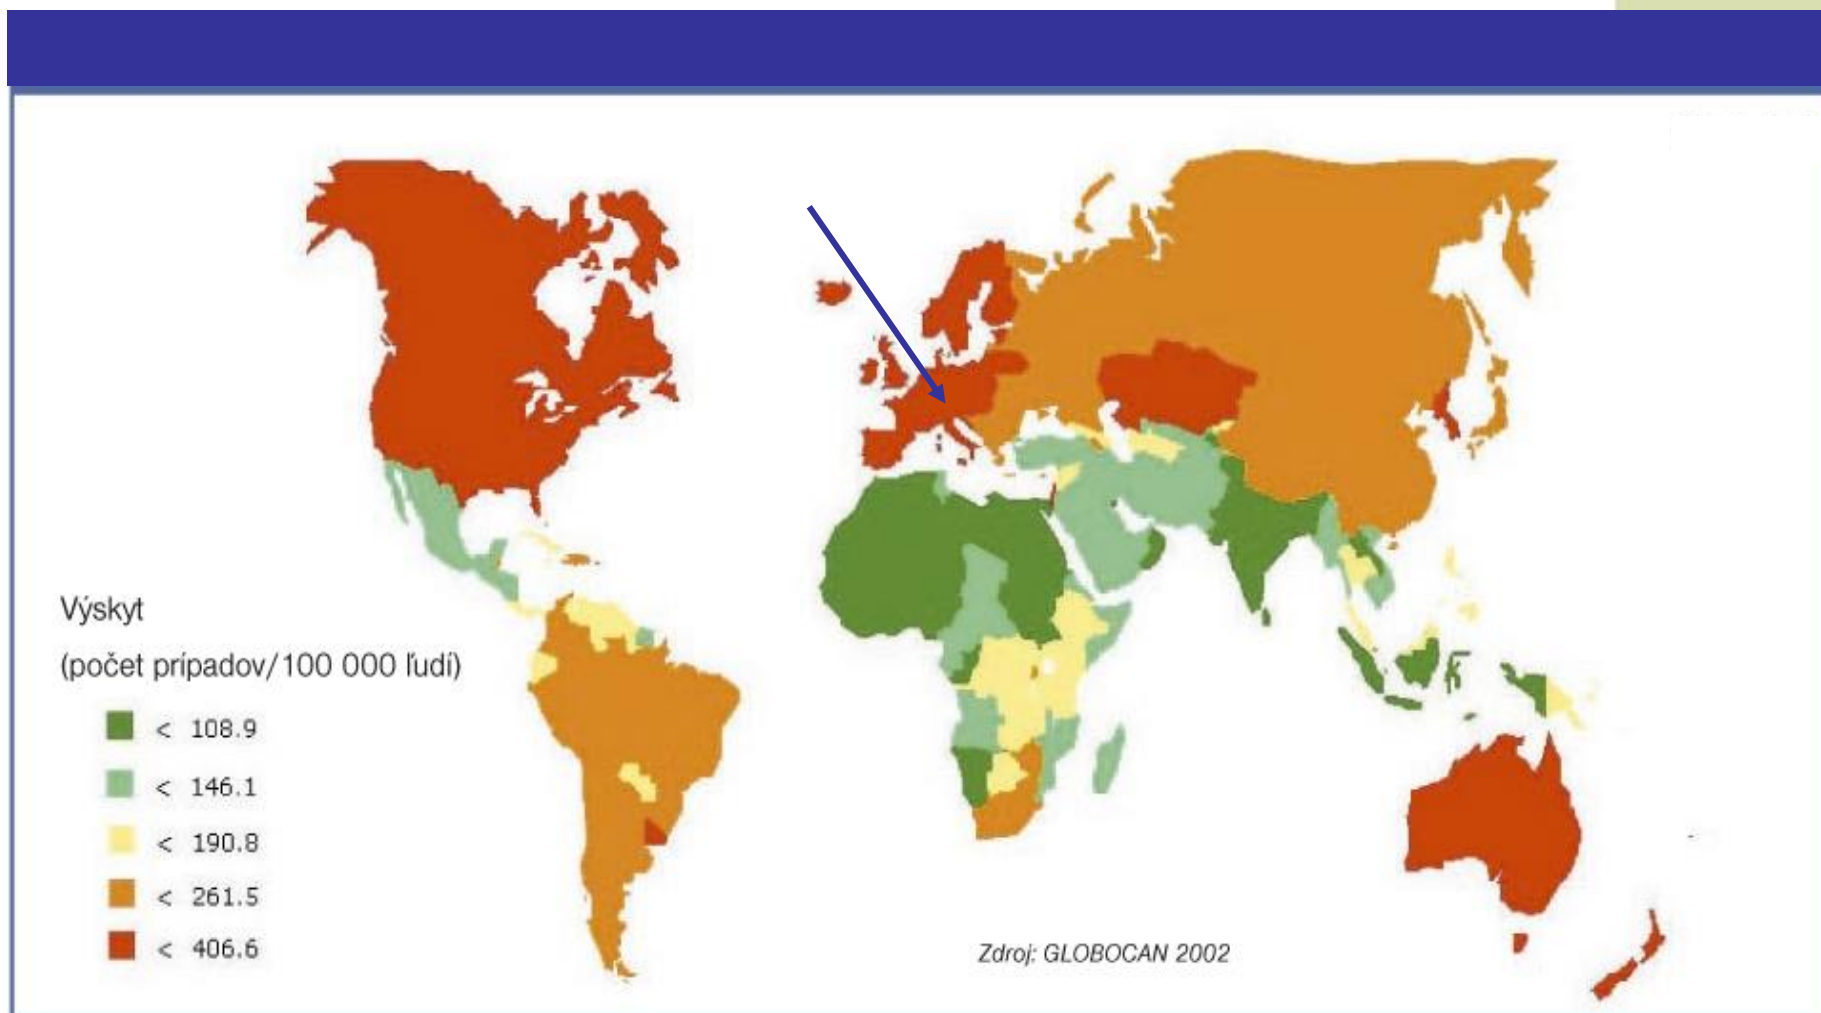 Výskyt
(počet prípadov/100 000 ľudí)
< 108.9
< 146.1
< 190.8
< 261.5
< 406.6
Zdroj: GLOBOCAN 2002